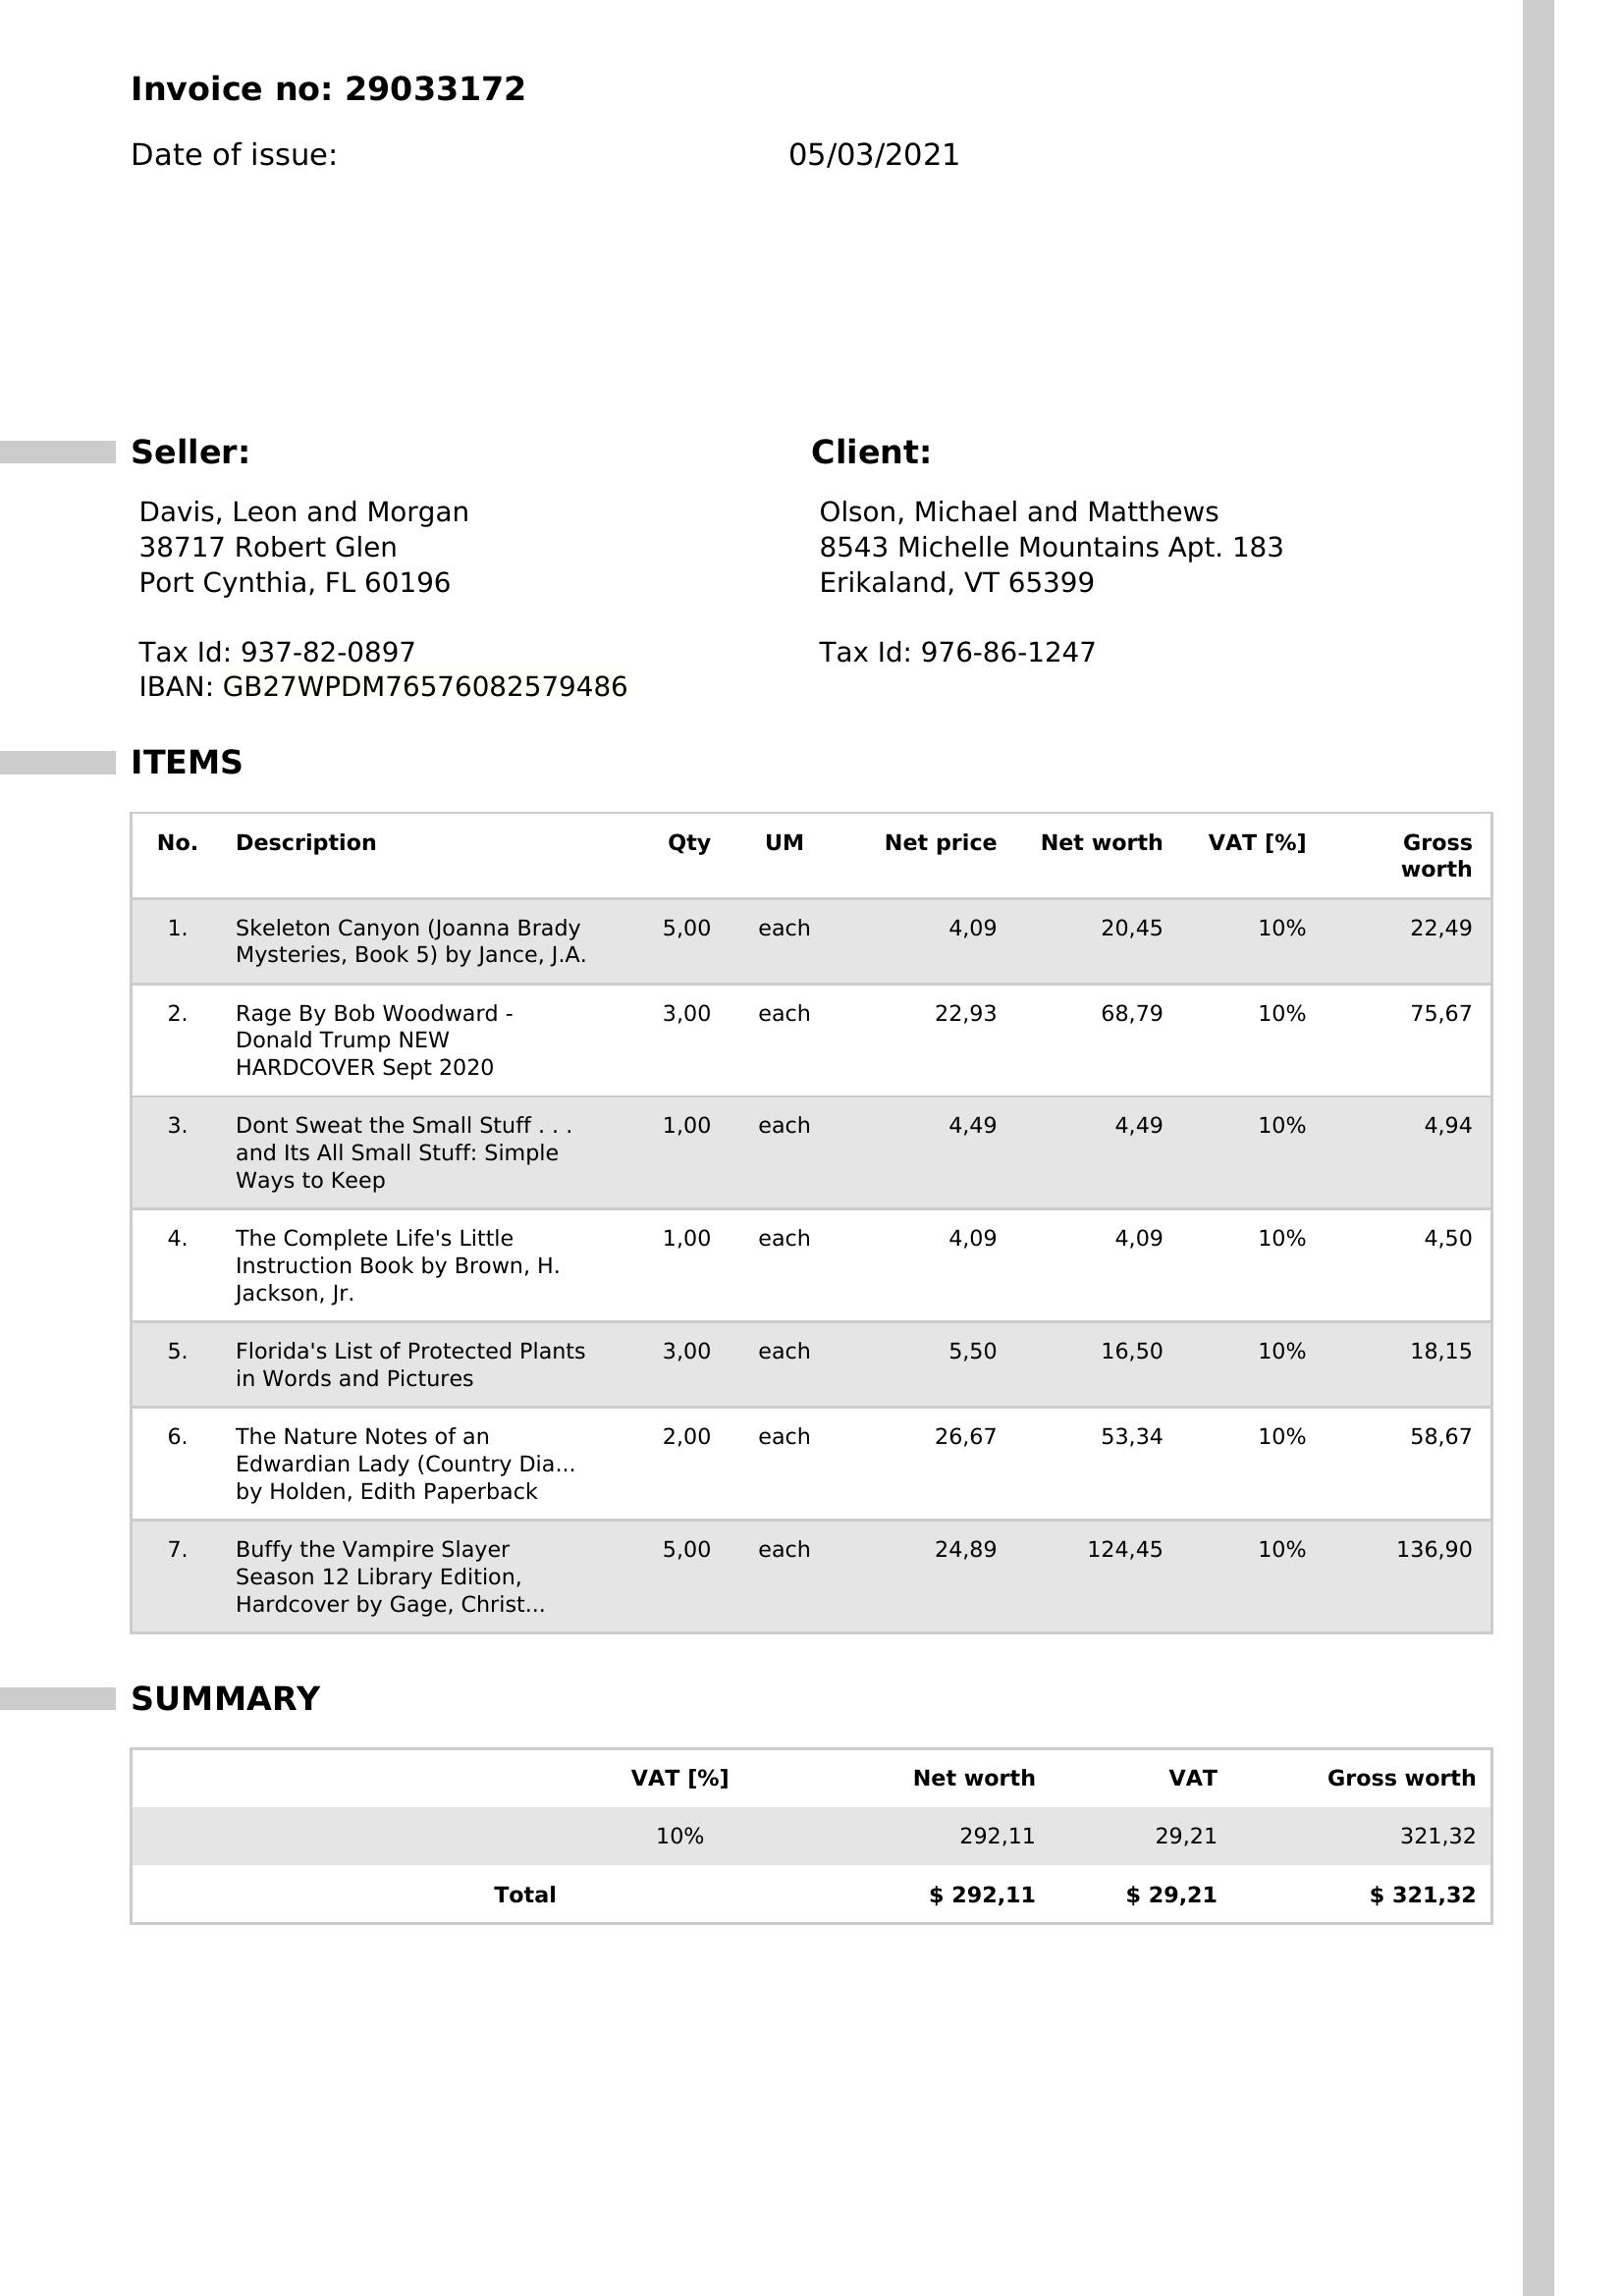 Invoice no: 29033172
Date of issue: 05/03/2021
Seller: Client:
Davis, Leon and Morgan Olson, Michael and Matthews
38717 Robert Glen 8543 Michelle Mountains Apt. 183
Port Cynthia, FL 60196 Erikaland, VT 65399
Tax Id: 937-82-0897 Tax Id: 976-86-1247
IBAN: GB27WPDM76576082579486
ITEMS
No. Description Qty UM Net price Net worth VAT [%] Gross
worth
1. Skeleton Canyon (Joanna Brady 5,00 each 4,09 20,45 10% 22,49
Mysteries, Book 5) by Jance, J.A.
2. Rage By Bob Woodward - 3,00 each 22,93 68,79 10% 75,67
Donald Trump NEW
HARDCOVER Sept 2020
3. Dont Sweat the Small Stuff . . . 1,00 each 4,49 4,49 10% 4,94
and Its All Small Stuff: Simple
Ways to Keep
4. The Complete Life's Little 1,00 each 4,09 4,09 10% 4,50
Instruction Book by Brown, H.
Jackson, Jr.
5. Florida's List of Protected Plants 3,00 each 5,50 16,50 10% 18,15
in Words and Pictures
6. The Nature Notes of an 2,00 each 26,67 53,34 10% 58,67
Edwardian Lady (Country Dia...
by Holden, Edith Paperback
7. Buffy the Vampire Slayer 5,00 each 24,89 124,45 10% 136,90
Season 12 Library Edition,
Hardcover by Gage, Christ...
SUMMARY
VAT [%] Net worth VAT Gross worth
10% 292,11 29,21 321,32
Total $ 292,11 $ 29,21 $ 321,32